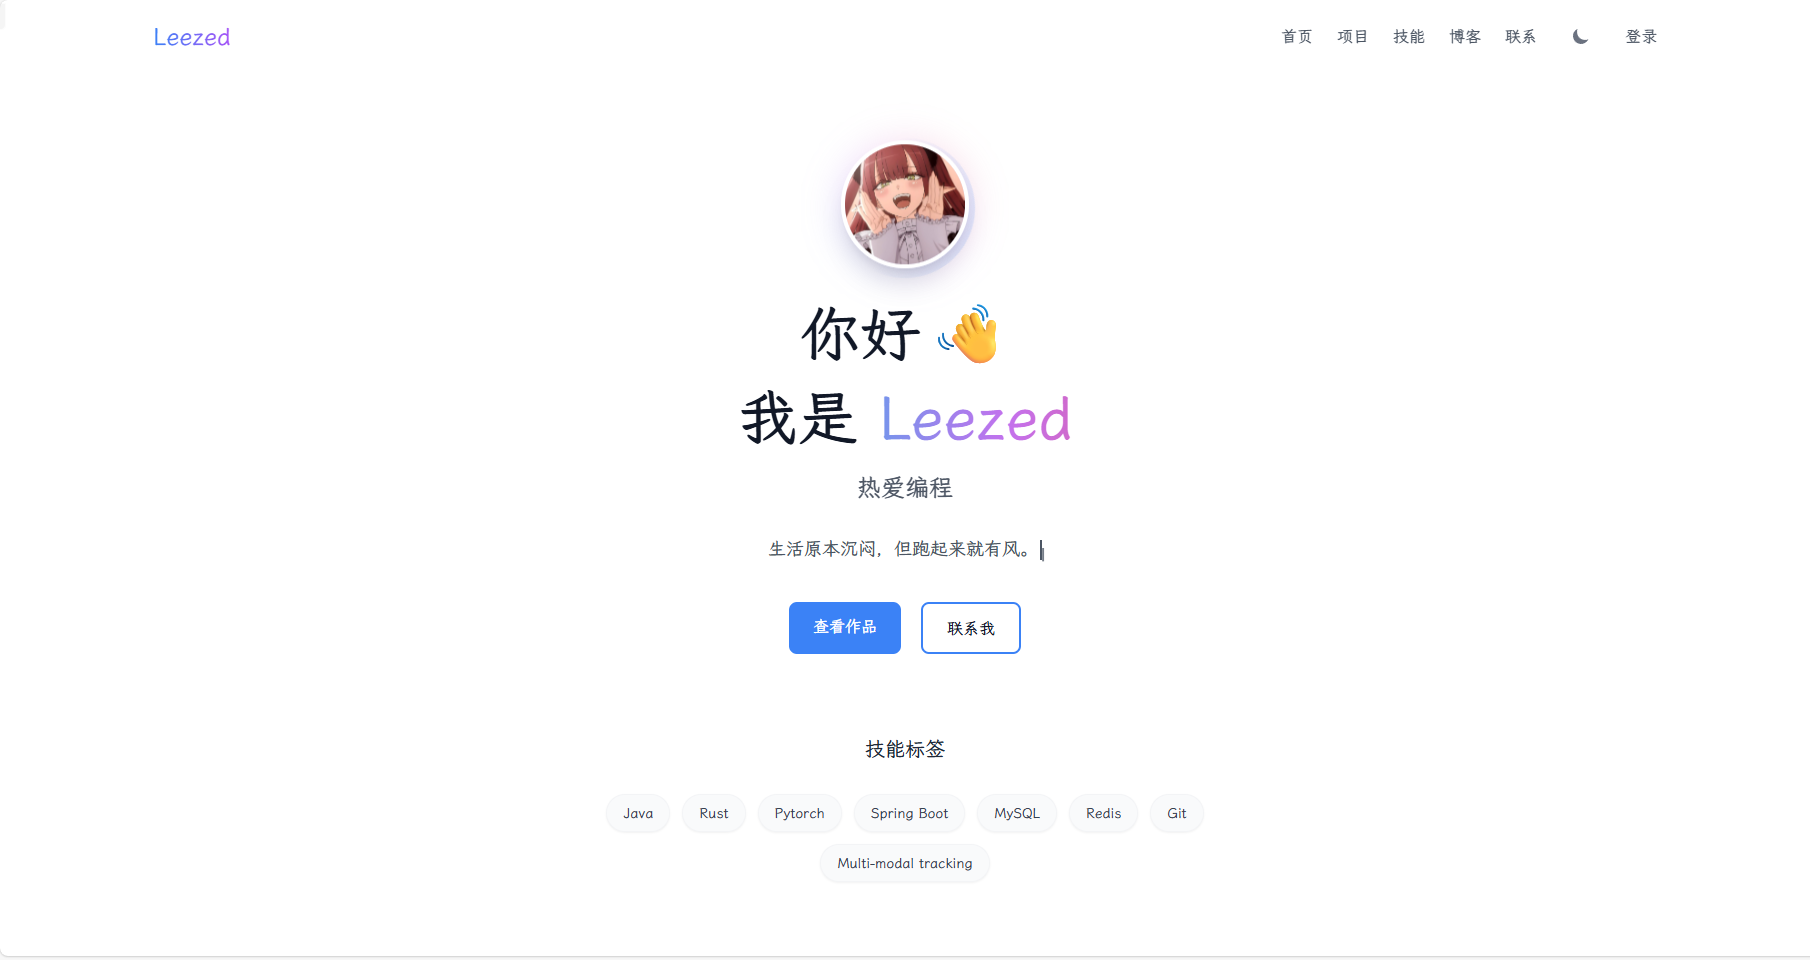 Leezed
首页 项目 技能 博客 联系 登录
你好 👋
我是 Leezed
热爱编程
生活原本沉闷，但跑起来就有风。
查看作品 联系我
技能标签
Java Rust Pytorch Spring Boot MySQL Redis Git
Multi-modal tracking